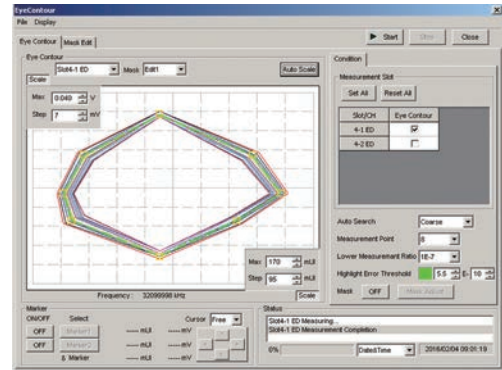 EyeContour
File Display
Start Stop Close
Eye Contour Mask Edit
Eye Contour
Slot4-1 ED Mask Edit1 Auto Scale
Scale
Max 0.040 V
Step 7 mV
Max 170 mUI
Step 95 mUI
Frequency : 32099998 kHz Scale
Condition
Measurement Slot
Set All Reset All
Slot/CH Eye Contour
4-1 ED
4-2 ED
Auto Search Coarse
Measurement Point 8
Lower Measurement Ratio 1E-7
Highlight Error Threshold 5.5 E- 10
Mask OFF Mask Adjust
Marker
ON/OFF Select Cursor Free
OFF Marker1 ---- mUI ----mV
OFF Marker2 ---- mUI ----mV
& Marker ---- mUI ----mV
Status
Slot4-1 ED Measuring...
Slot4-1 ED Measurement Completion
0% Date&Time 2016/02/04 09:01:19